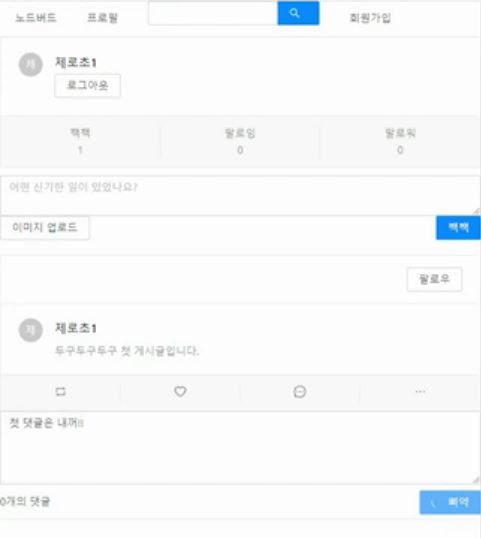 노드버드 프로필 회원가입
제 제로초1
로그아웃
짹짹 팔로잉 팔로워
1 0 0
어떤 신기한 일이 있었나요?
이미지 업로드 짹짹
팔로우
제 제로초1
두구두구두구 첫 게시글입니다.
첫 댓글은 내꺼!!
0개의 댓글 삐약